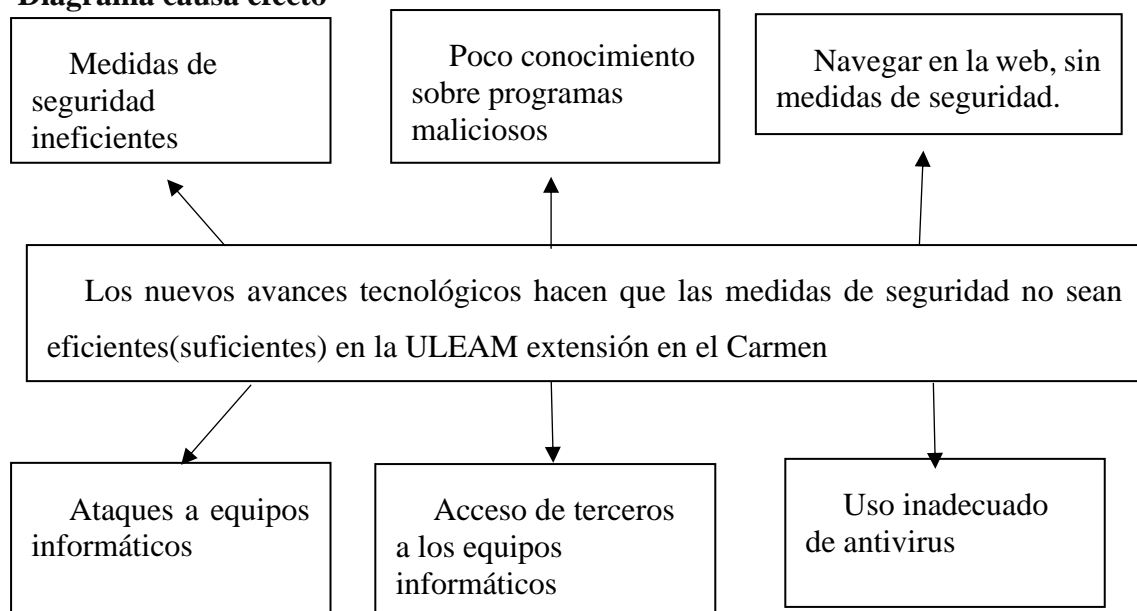 Diagrama causa efecto
Medidas de
seguridad
ineficientes
Poco conocimiento
sobre programas
maliciosos
Navegar en la web, sin
medidas de seguridad.
Los nuevos avances tecnológicos hacen que las medidas de seguridad no sean
eficientes(suficientes) en la ULEAM extensión en el Carmen
Ataques a equipos
informáticos
Acceso de terceros
a los equipos
informáticos
Uso inadecuado
de antivirus